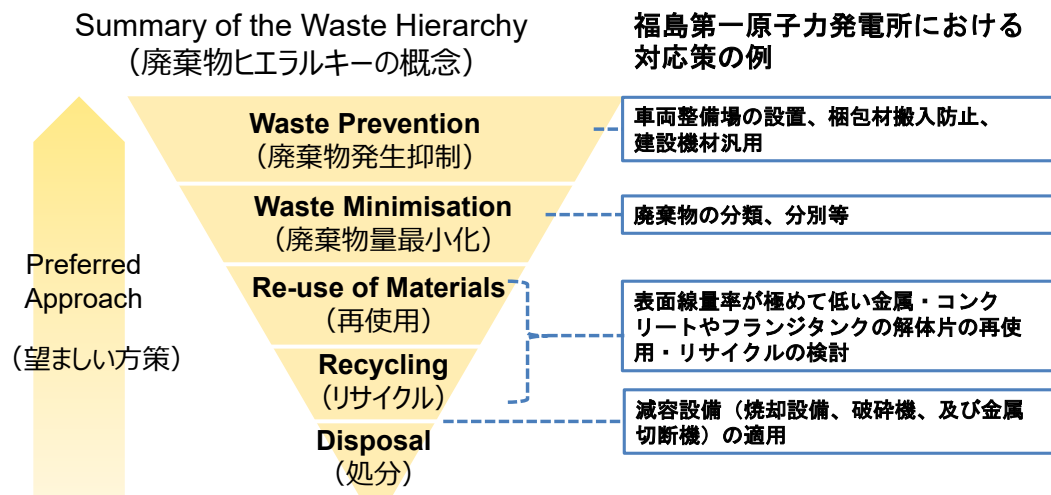 Summary of the Waste Hierarchy
（廃棄物ヒエラルキーの概念）
福島第一原子力発電所における
対応策の例
Preferred
Approach
（望ましい方策）
Waste Prevention
（廃棄物発生抑制）
車両整備場の設置、梱包材搬入防止、
建設機材汎用
Waste Minimisation
（廃棄物量最小化）
廃棄物の分類、分別等
Re-use of Materials
（再使用）
Recycling
（リサイクル）
表面線量率が極めて低い金属・コンク
リートやフランジタンクの解体片の再使
用・リサイクルの検討
Disposal
（処分）
減容設備（焼却設備、破砕機、及び金属
切断機）の適用